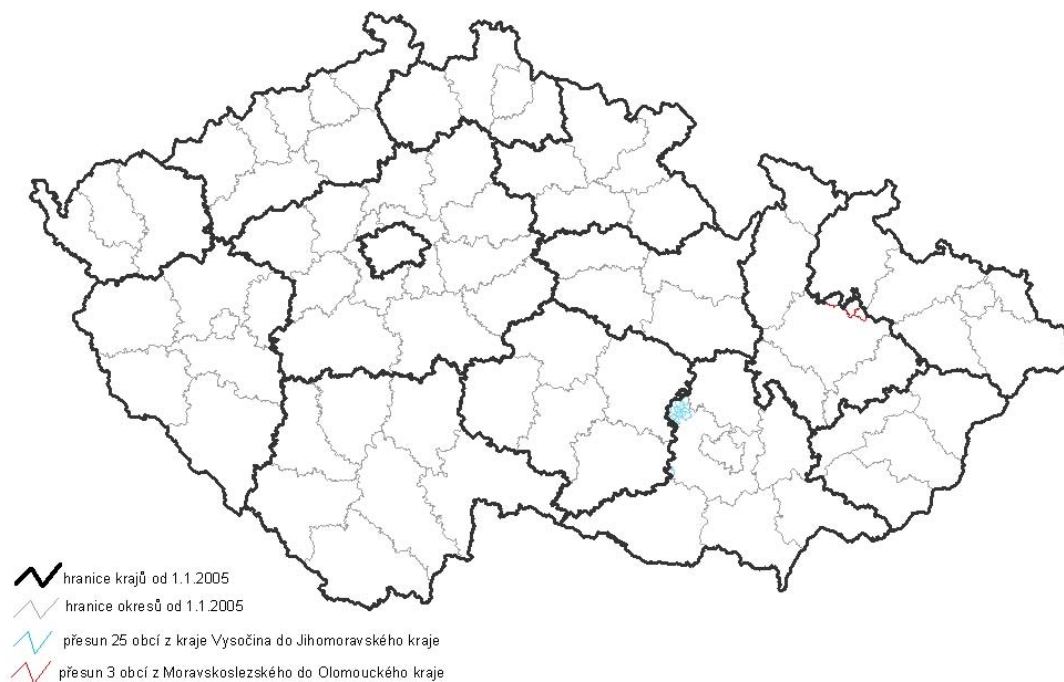 hranice krajů od 1.1.2005
hranice okresů od 1.1.2005
přesun 25 obcí z kraje Vysočina do Jihomoravského kraje
přesun 3 obcí z Moravskoslezského do Olomouckého kraje